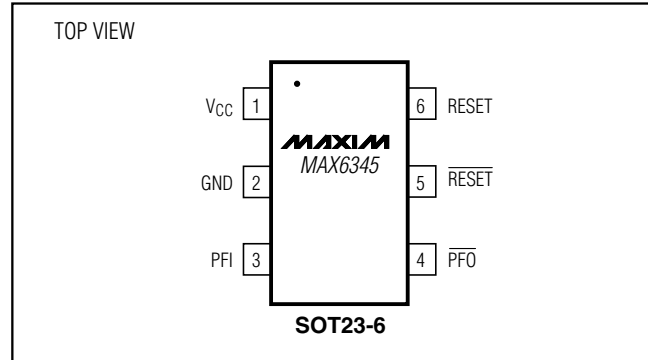 TOP VIEW
VCC 1
6 RESET
MAXIM
MAX6345
GND 2
5 RESET
PFI 3
4 PFO
SOT23-6